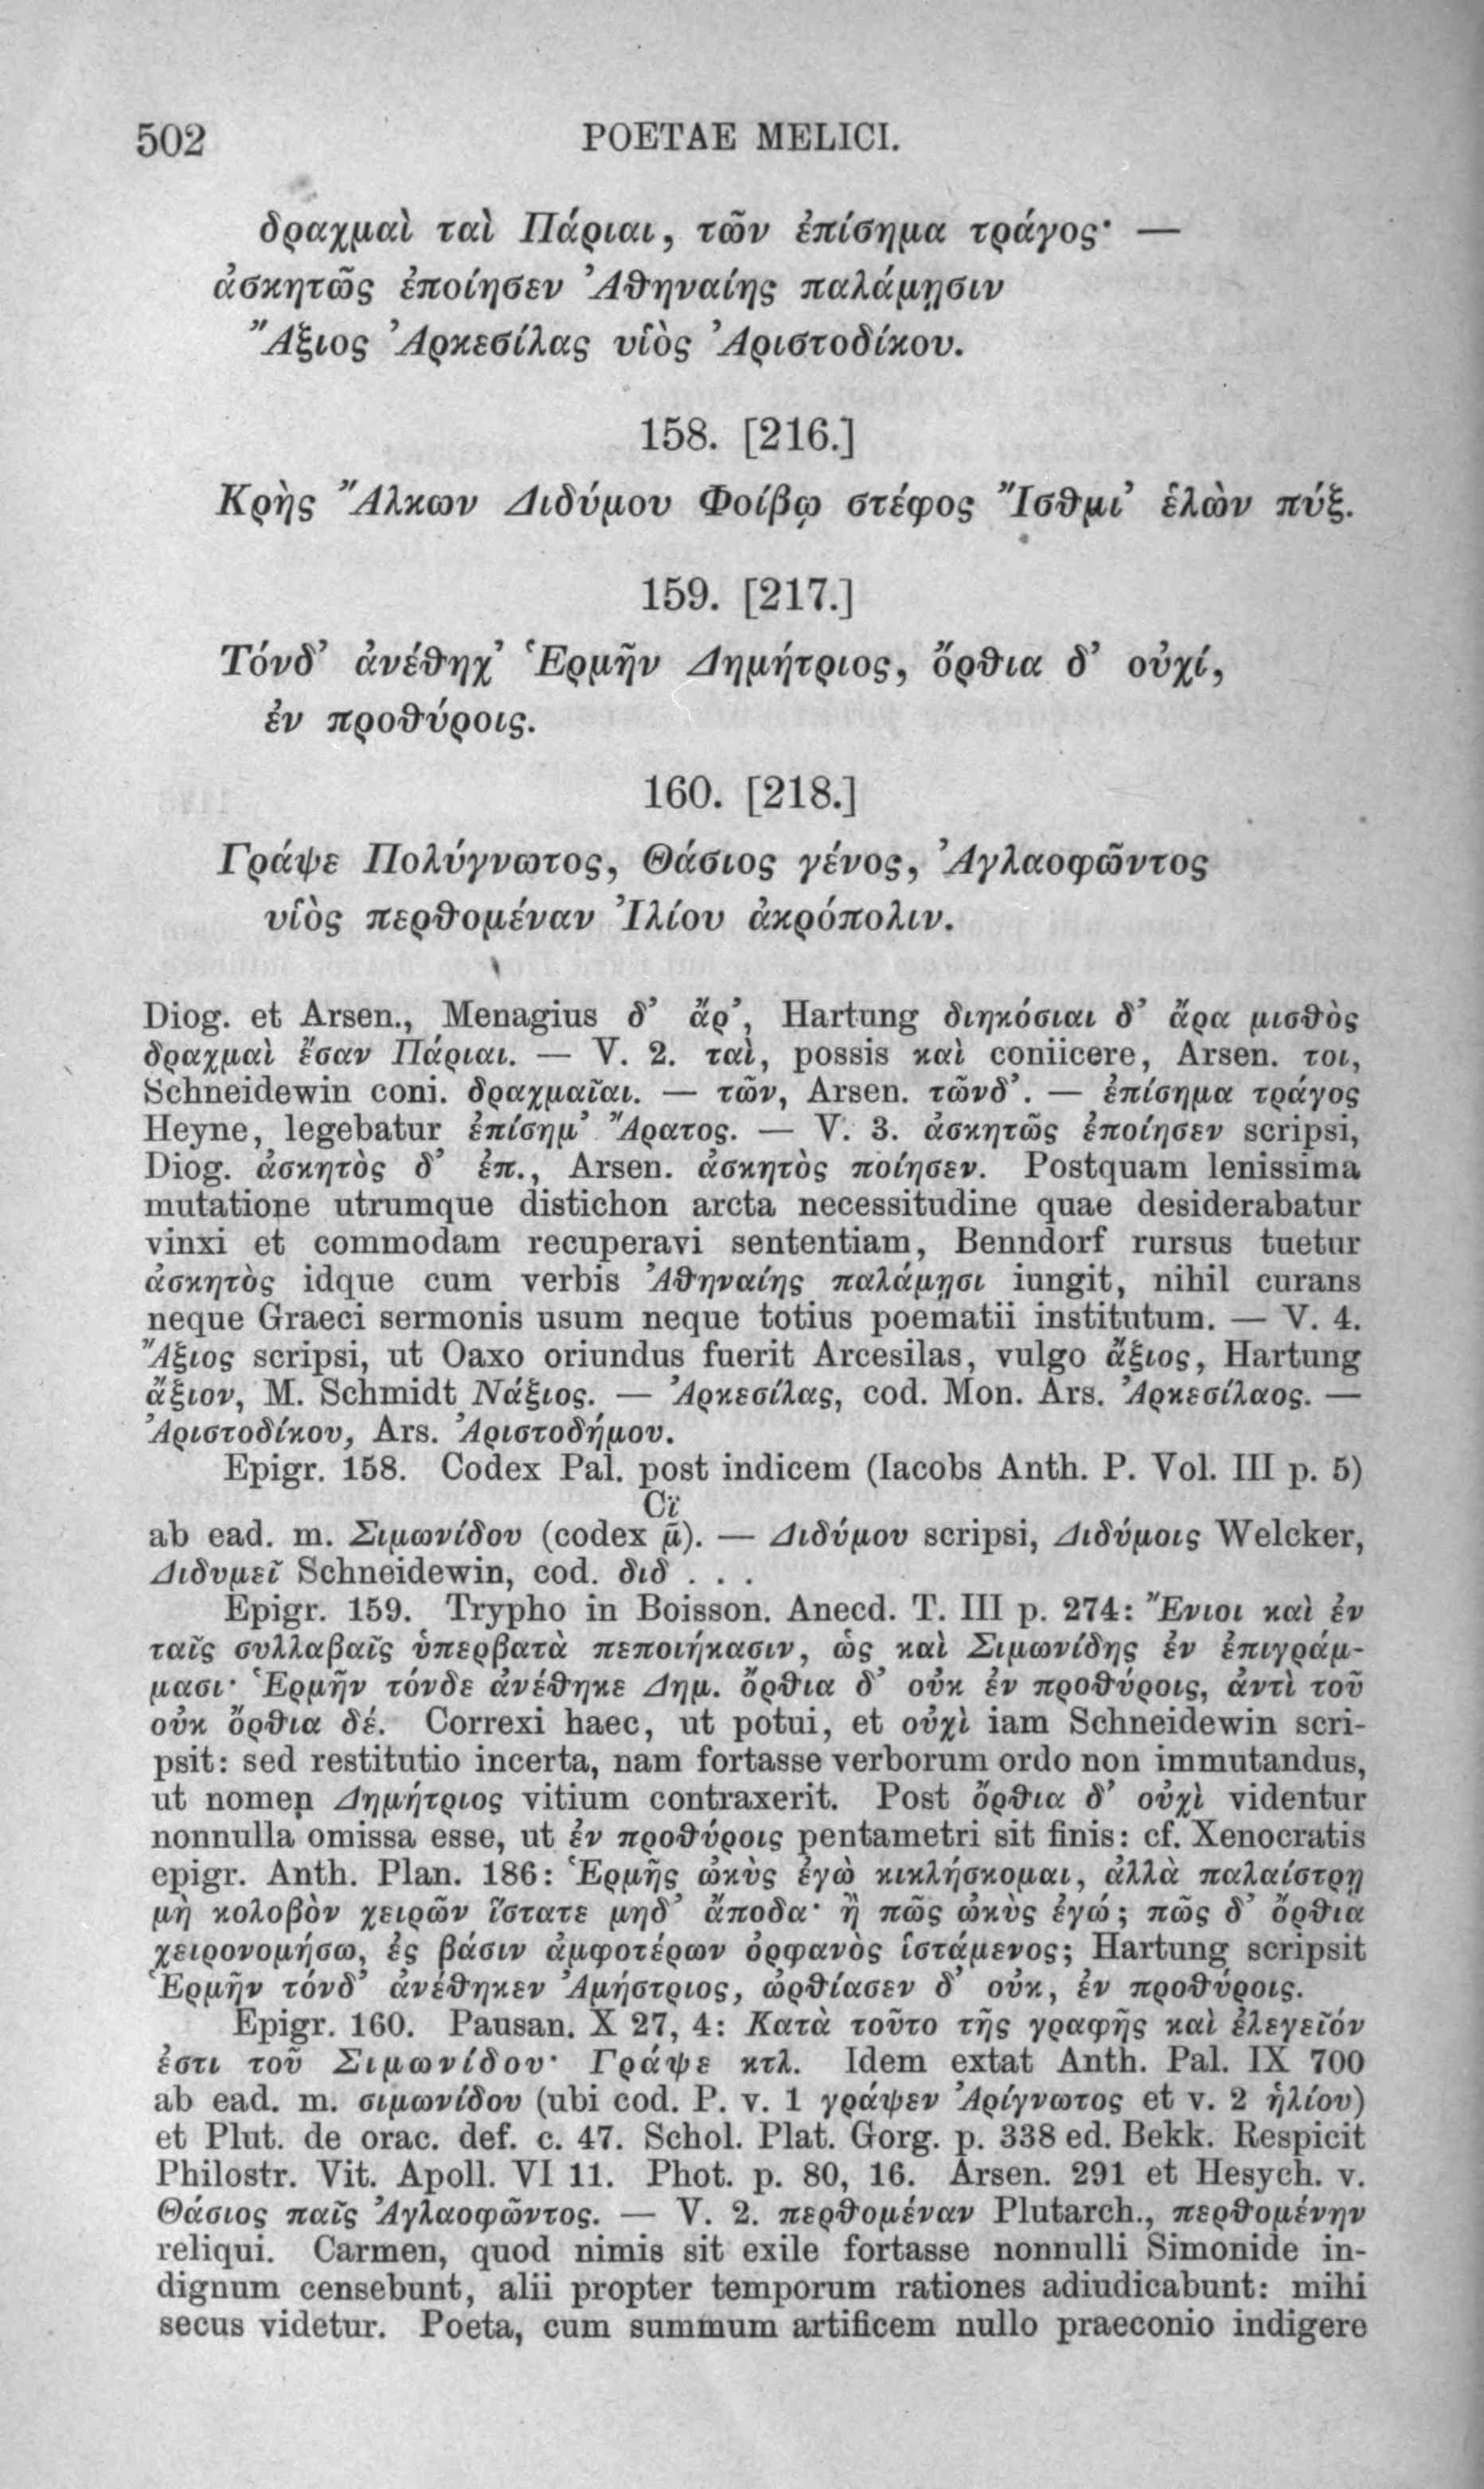 502 POETAE MELICI.
δραχμαὶ ταὶ Πάριαι, τῶν ἐπίσημα τράγος· —
ἀσκητῶς ἐποίησεν Ἀθηναίης παλάμῃσιν
Ἄξιος Ἀρκεσίλας υἱὸς Ἀριστοδίκου.
158. [216.]
Κρὴς Ἄλκων Διδύμου Φοίβῳ στέφος Ἴσθμι’ ἑλὼν πύξ.
159. [217.]
Τόνδ’ ἀνέθηχ’ Ἑρμῆν Δημήτριος, ὄρθια δ’ οὐχί,
ἐν προθύροις.
160. [218.]
Γράψε Πολύγνωτος, Θάσιος γένος, Ἀγλαοφῶντος
υἱὸς περθομέναν Ἰλίου ἀκρόπολιν.
Diog. et Arsen., Menagius δ’ ἄρ’, Hartung διηκόσιαι δ’ ἄρα μισθὸς
δραχμαὶ ἔσαν Πάριαι. — V. 2. ταὶ, possis καὶ coniicere, Arsen. τοι,
Schneidewin coni. δραχμαῖαι. — τῶν, Arsen. τῶνδ’. — ἐπίσημα τράγος
Heyne, legebatur ἐπίσημ’ Ἄρατος. — V. 3. ἀσκητῶς ἐποίησεν scripsi,
Diog. ἀσκητὸς δ’ ἐπ., Arsen. ἀσκητὸς ποίησεν. Postquam lenissima
mutatione utrumque distichon arcta necessitudine quae desiderabatur
vinxi et commodam recuperavi sententiam, Benndorf rursus tuetur
ἀσκητὸς idque cum verbis Ἀθηναίης παλάμῃσι iungit, nihil curans
neque Graeci sermonis usum neque totius poematii institutum. — V. 4.
Ἄξιος scripsi, ut Oaxo oriundus fuerit Arcesilas, vulgo ἄξιος, Hartung
ἄξιον, M. Schmidt Νάξιος. — Ἀρκεσίλας, cod. Mon. Ars. Ἀρκεσίλαος. —
Ἀριστοδίκου, Ars. Ἀριστοδήμου.
Epigr. 158. Codex Pal. post indicem (Iacobs Anth. P. Vol. III p. 5)
Cϊ
ab ead. m. Σιμωνίδου (codex μ̄). — Διδύμου scripsi, Διδύμοις Welcker,
Διδυμεῖ Schneidewin, cod. διδ . . .
Epigr. 159. Trypho in Boisson. Anecd. T. III p. 274: Ἔνιοι καὶ ἐν
ταῖς συλλαβαῖς ὑπερβατὰ πεποιήκασιν, ὡς καὶ Σιμωνίδης ἐν ἐπιγράμ-
μασι· Ἑρμῆν τόνδε ἀνέθηκε Δημ. ὄρθια δ’ οὐκ ἐν προθύροις, ἀντὶ τοῦ
οὐκ ὄρθια δέ. Correxi haec, ut potui, et οὐχὶ iam Schneidewin scri-
psit: sed restitutio incerta, nam fortasse verborum ordo non immutandus,
ut nomen Δημήτριος vitium contraxerit. Post ὄρθια δ’ οὐχὶ videntur
nonnulla omissa esse, ut ἐν προθύροις pentametri sit finis: cf. Xenocratis
epigr. Anth. Plan. 186: Ἑρμῆς ὠκὺς ἐγὼ κικλήσκομαι, ἀλλὰ παλαίστρῃ
μὴ κολοβὸν χειρῶν ἵστατε μηδ’ ἄποδα· ἢ πῶς ὠκὺς ἐγώ; πῶς δ’ ὄρθια
χειρονομήσω, ἐς βάσιν ἀμφοτέρων ὀρφανὸς ἱστάμενος; Hartung scripsit
Ἑρμῆν τόνδ’ ἀνέθηκεν Ἀμήστριος, ὠρθίασεν δ’ οὐκ, ἐν προθύροις.
Epigr. 160. Pausan. X 27, 4: Κατὰ τοῦτο τῆς γραφῆς καὶ ἐλεγεῖόν
ἐστι τοῦ Σιμωνίδου· Γράψε κτλ. Idem extat Anth. Pal. IX 700
ab ead. m. σιμωνίδου (ubi cod. P. v. 1 γράψεν Ἀρίγνωτος et v. 2 ἡλίου)
et Plut. de orac. def. c. 47. Schol. Plat. Gorg. p. 338 ed. Bekk. Respicit
Philostr. Vit. Apoll. VI 11. Phot. p. 80, 16. Arsen. 291 et Hesych. v.
Θάσιος παῖς Ἀγλαοφῶντος. — V. 2. περθομέναν Plutarch., περθομένην
reliqui. Carmen, quod nimis sit exile fortasse nonnulli Simonide in-
dignum censebunt, alii propter temporum rationes adiudicabunt: mihi
secus videtur. Poeta, cum summum artificem nullo praeconio indigere